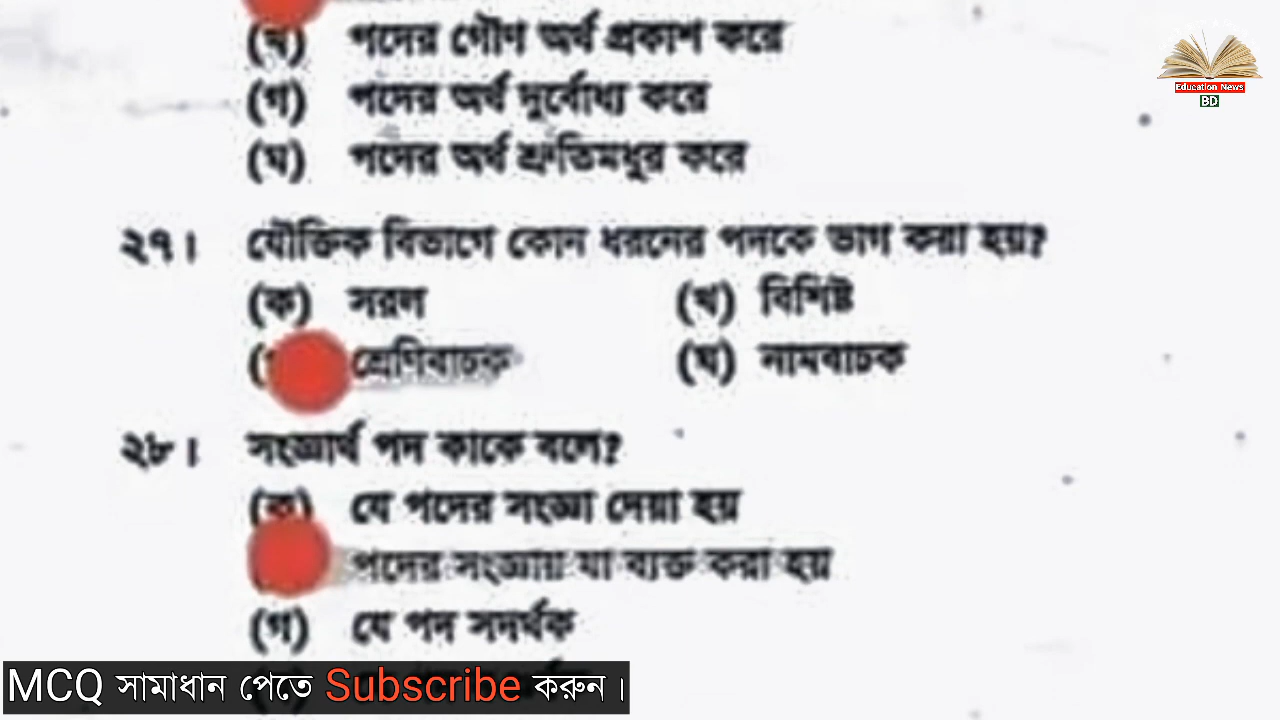 (খ) পদের গৌণ অর্থ প্রকাশ করে
Education News
BD
(গ) পদের অর্থ দুর্বোধ্য করে
(ঘ) পদের অর্থ শ্রুতিমধুর করে
২৭। যৌক্তিক বিভাগে কোন ধরনের পদকে ভাগ করা হয়?
(ক) সরল (খ) বিশিষ্ট
শ্রেণিবাচক (ঘ) নামবাচক
২৮। সংজ্ঞার্থ পদ কাকে বলে?
(ক) যে পদের সংজ্ঞা দেয়া হয়
পদের সংজ্ঞায় যা ব্যক্ত করা হয়
(গ) যে পদ সদর্থক
MCQ সামাধান পেতে Subscribe করুন।